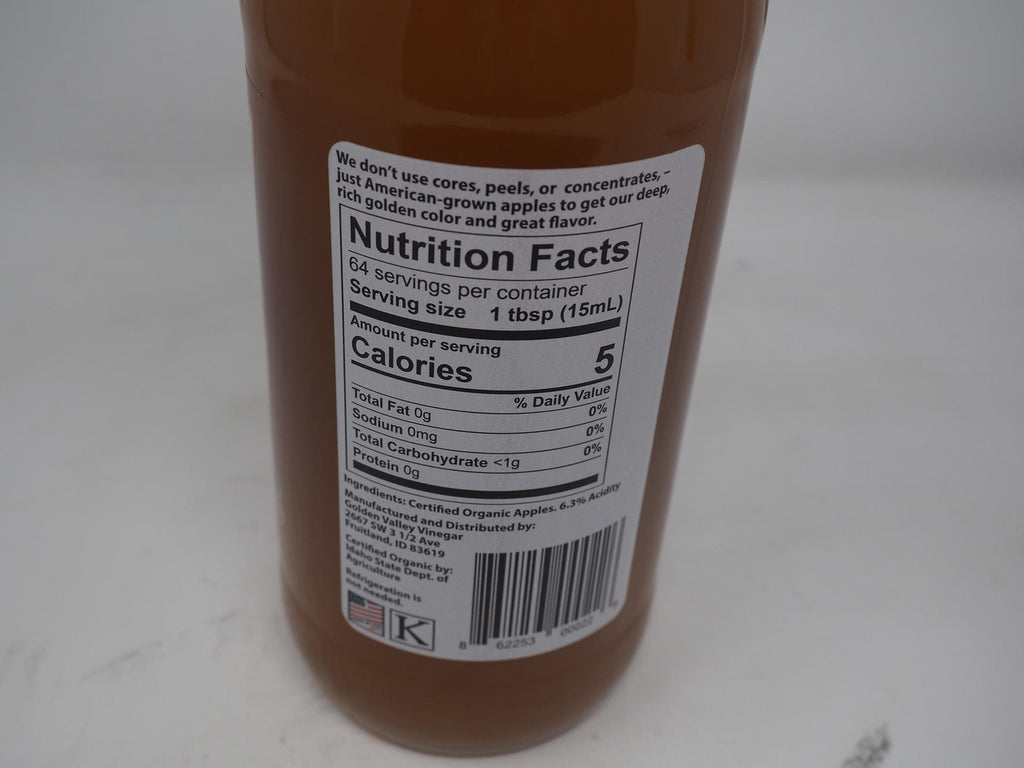 We don't use cores, peels, or concentrates, –
just American-grown apples to get our deep,
rich golden color and great flavor.
Nutrition Facts
64 servings per container
Serving size 1 tbsp (15mL)
Amount per serving
Calories 5
% Daily Value
Total Fat 0g 0%
Sodium 0mg 0%
Total Carbohydrate <1g 0%
Protein 0g
Ingredients: Certified Organic Apples. 6.3% Acidity
Manufactured and Distributed by:
Golden Valley Vinegar
2667 SW 3 1/2 Ave
Fruitland, ID 83619
Certified Organic by:
Idaho State Dept. of
Agriculture
Refrigeration is
not needed.
K
8 62253 00022